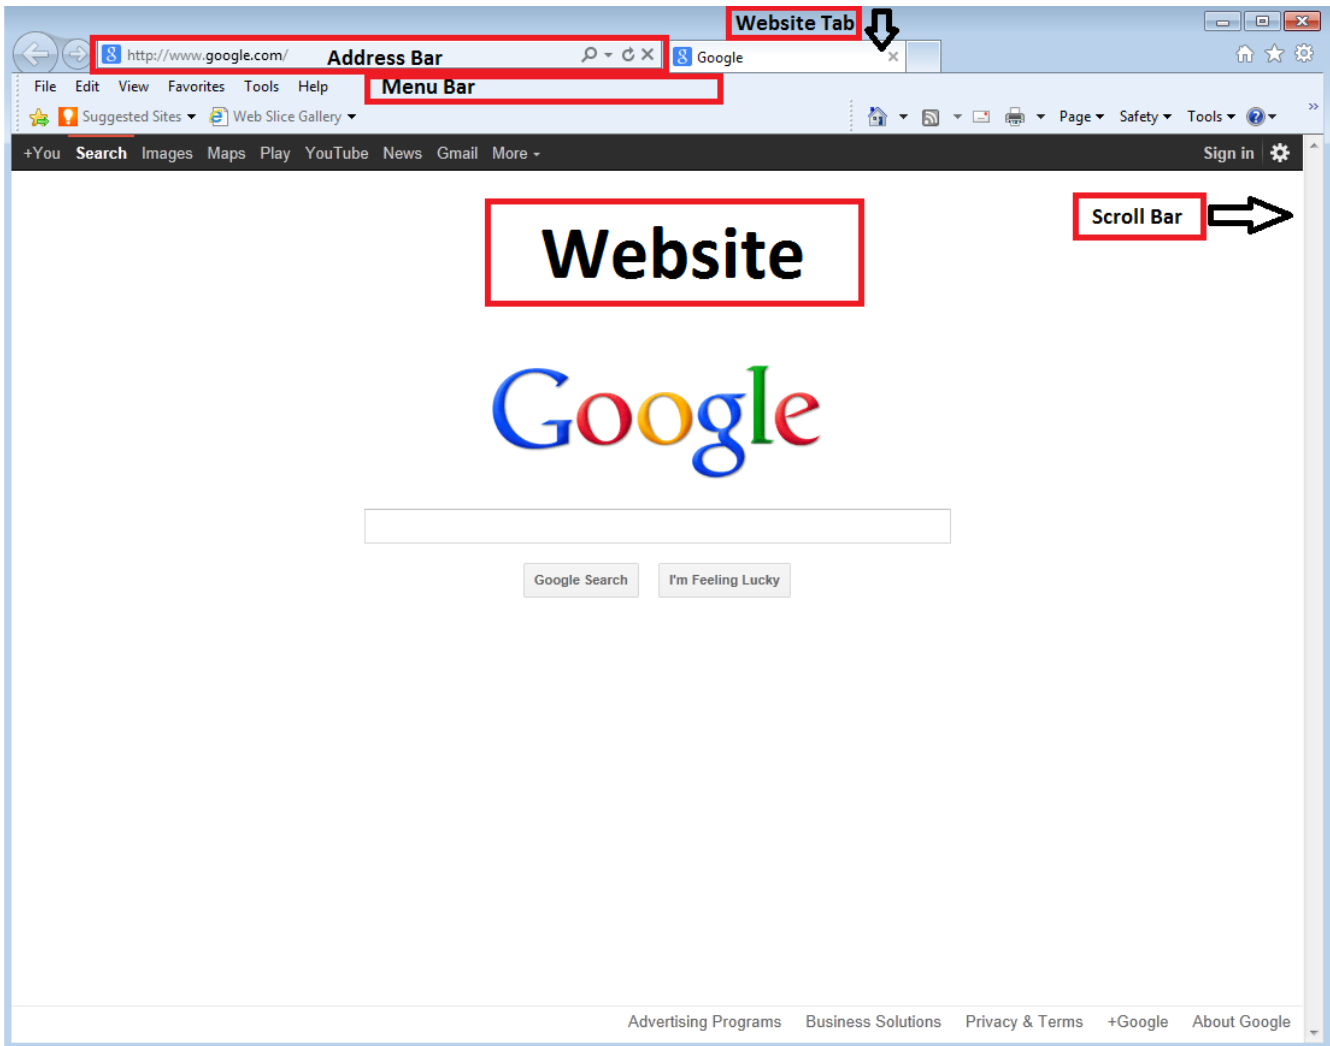 Website Tab
http://www.google.com/ Address Bar Google
File Edit View Favorites Tools Help Menu Bar
Suggested Sites Web Slice Gallery Page Safety Tools
+You Search Images Maps Play YouTube News Gmail More Sign in
Scroll Bar
Website
Google
Google Search I'm Feeling Lucky
Advertising Programs Business Solutions Privacy & Terms +Google About Google